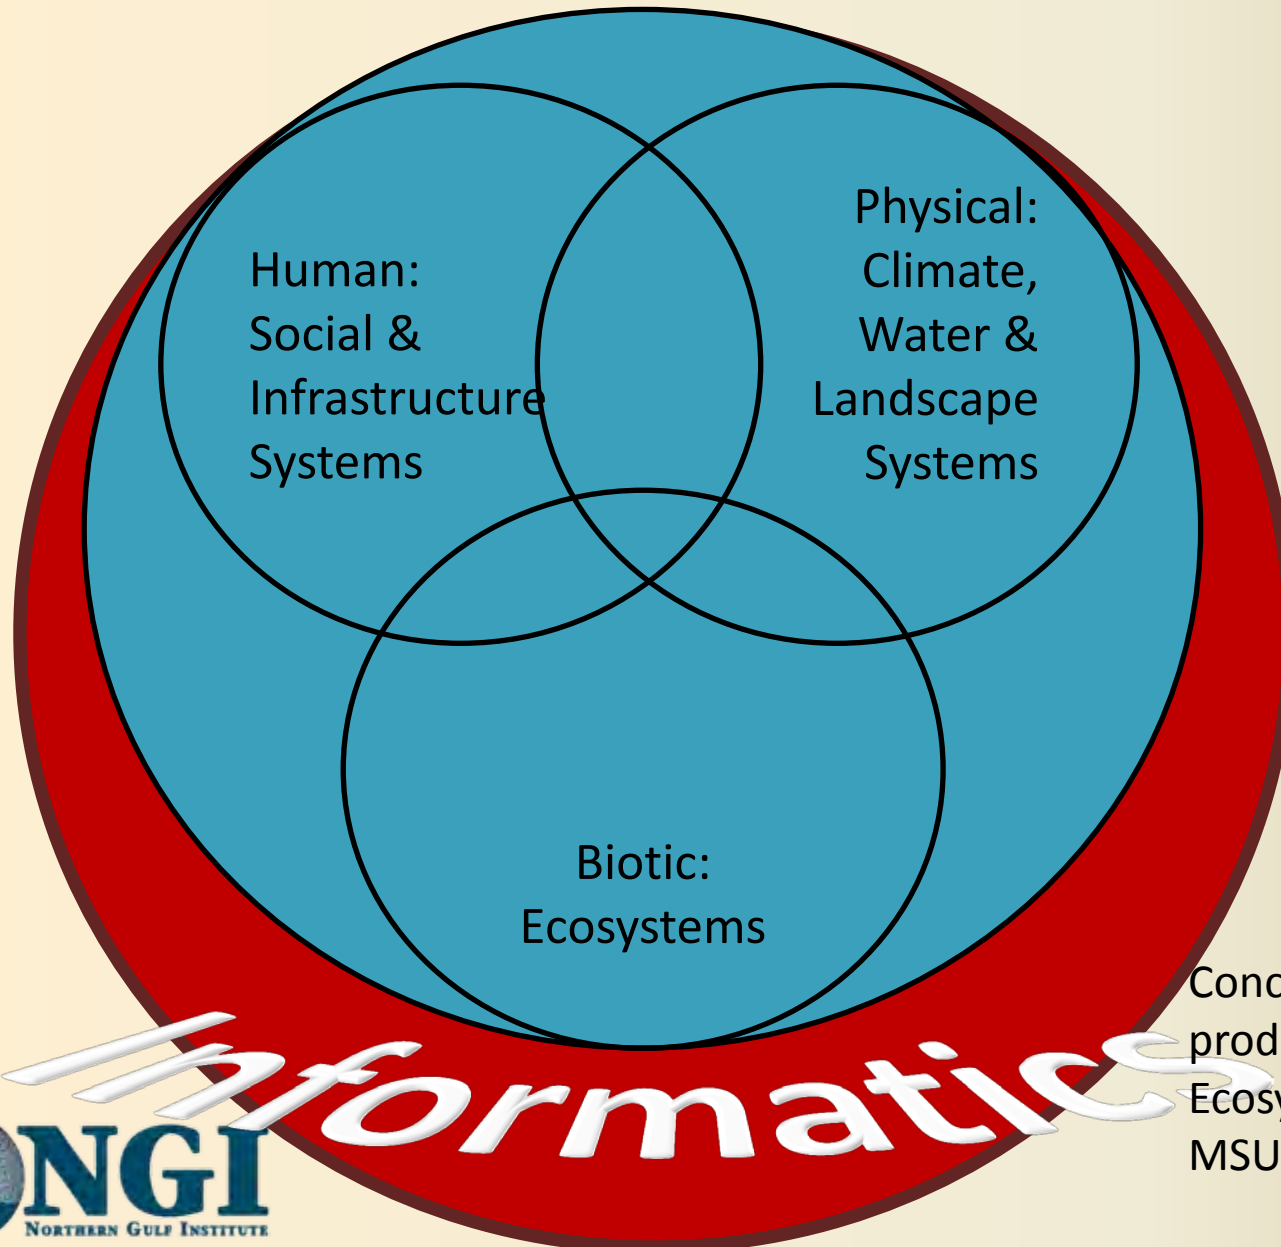 Human:
Social &
Infrastructure
Systems
Physical:
Climate,
Water &
Landscape
Systems
Biotic:
Ecosystems
Informatics
NGI
NORTHERN GULF INSTITUTE
MSU